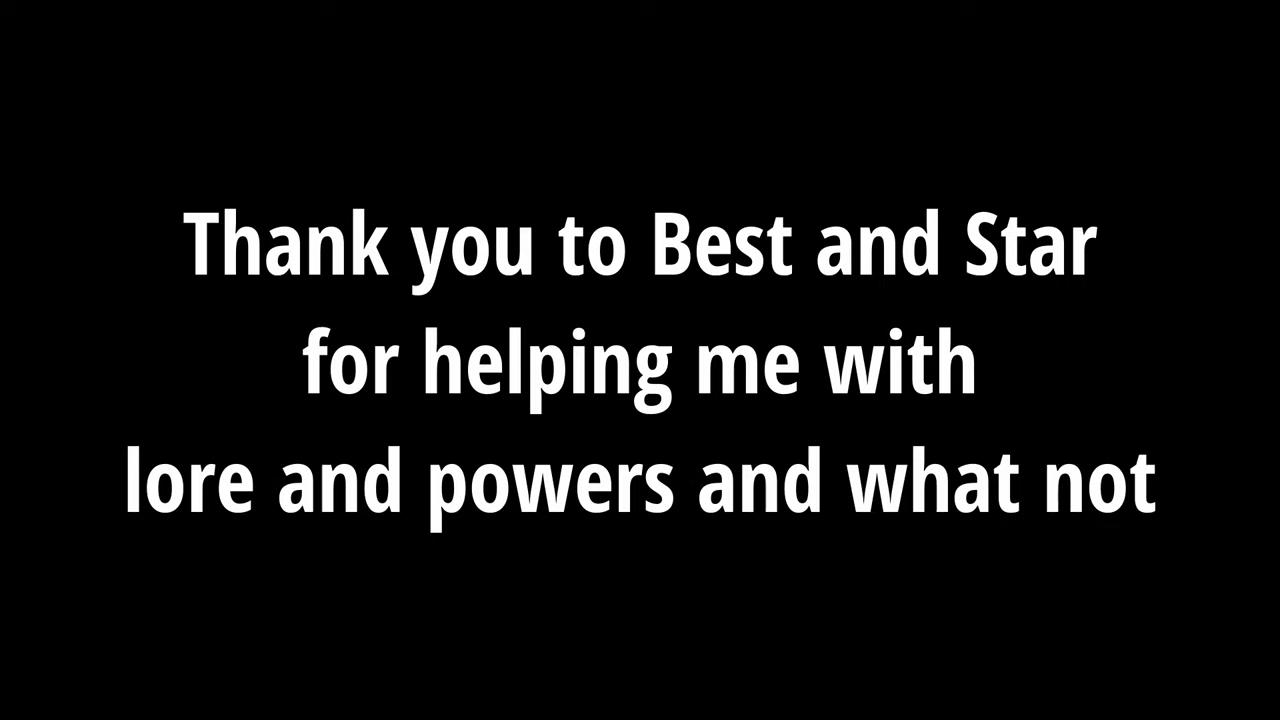 Thank you to Best and Star
for helping me with
lore and powers and what not